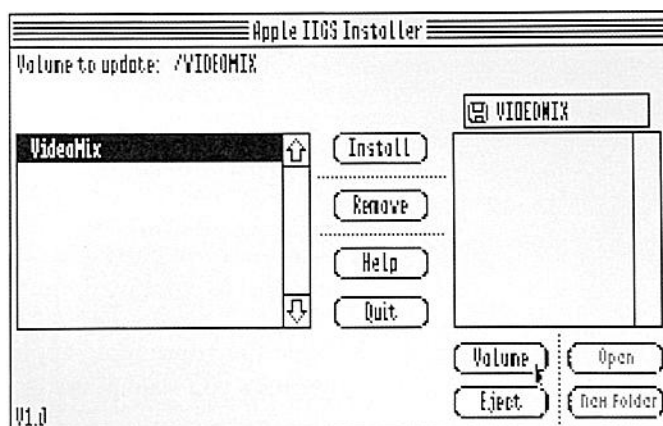 Apple IIGS Installer
Volume to update: /VIDEOMIX
VIDEOMIX
VideoMix
Install
Remove
Help
Quit
Volume
Open
Eject
New Folder
V1.0